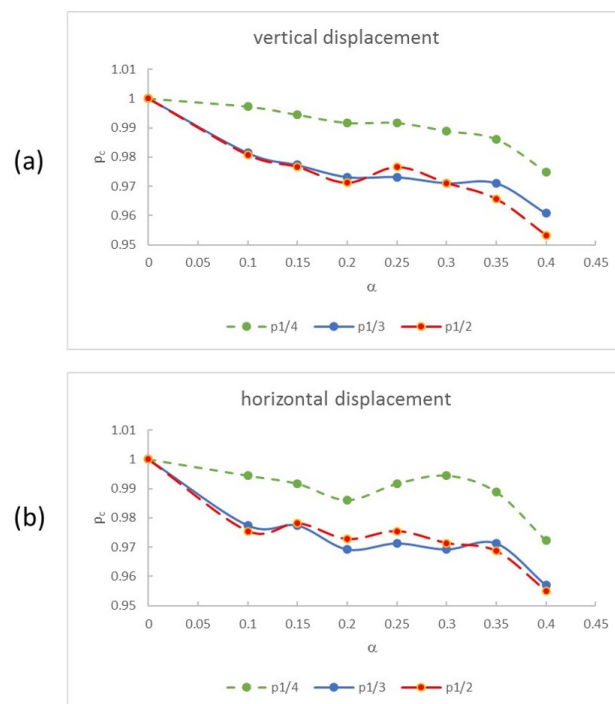 (a)
vertical displacement
1.01
1
0.99
0.98
0.97
0.96
0.95
ρc
0 0.05 0.1 0.15 0.2 0.25 0.3 0.35 0.4 0.45
α
p1/4 p1/3 p1/2
(b)
horizontal displacement
1.01
1
0.99
0.98
0.97
0.96
0.95
ρc
0 0.05 0.1 0.15 0.2 0.25 0.3 0.35 0.4 0.45
α
p1/4 p1/3 p1/2